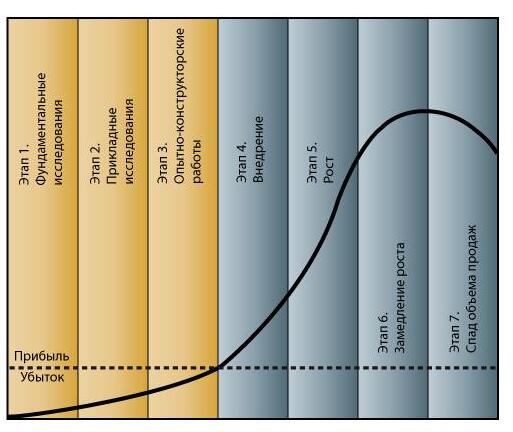 Этап 1.
Фундаментальные
исследования
Этап 2.
Прикладные
исследования
Этап 3.
Опытно-конструкторские
работы
Этап 4.
Внедрение
Этап 5.
Рост
Этап 6.
Замедление роста
Этап 7.
Спад объема продаж
Прибыль
Убыток